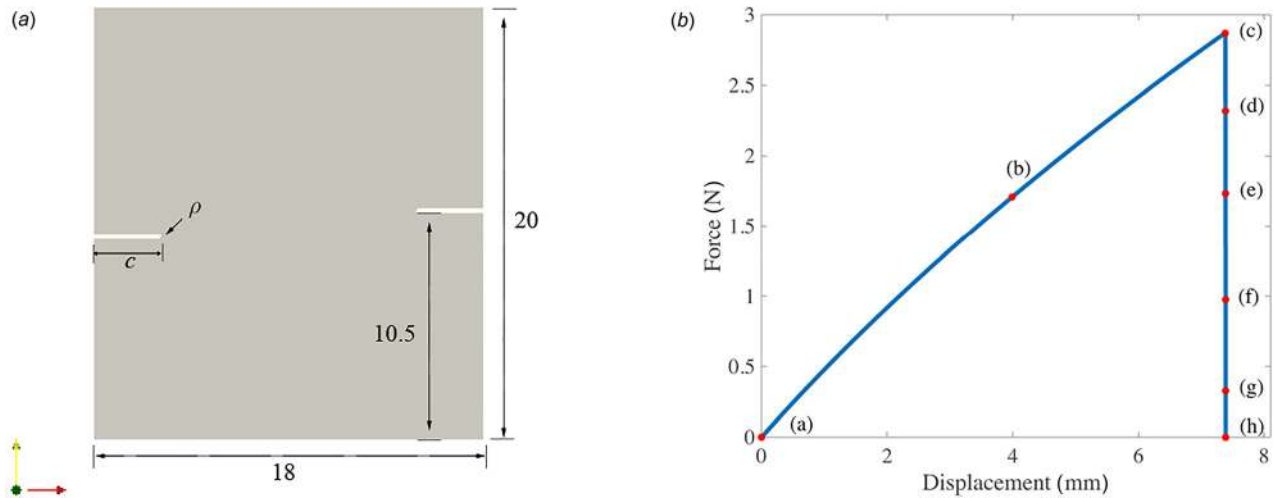 (a)
ρ
c
20
10.5
18
(b)
3
2.5
2
1.5
1
0.5
0
Force (N)
(a)
(b)
(c)
(d)
(e)
(f)
(g)
(h)
0 2 4 6 8
Displacement (mm)